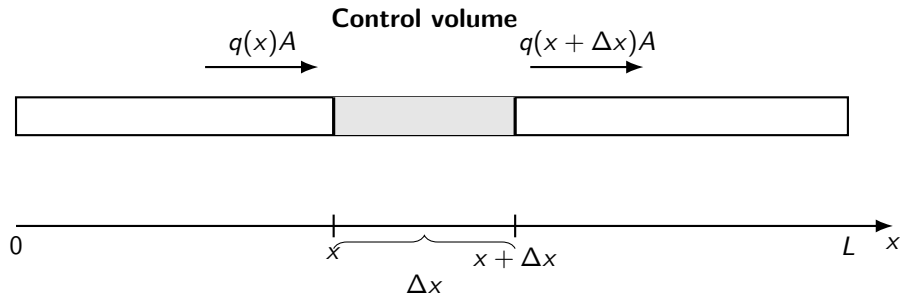 Control volume
q(x)A
q(x + Δx)A
0
x
x + Δx
L
x
Δx